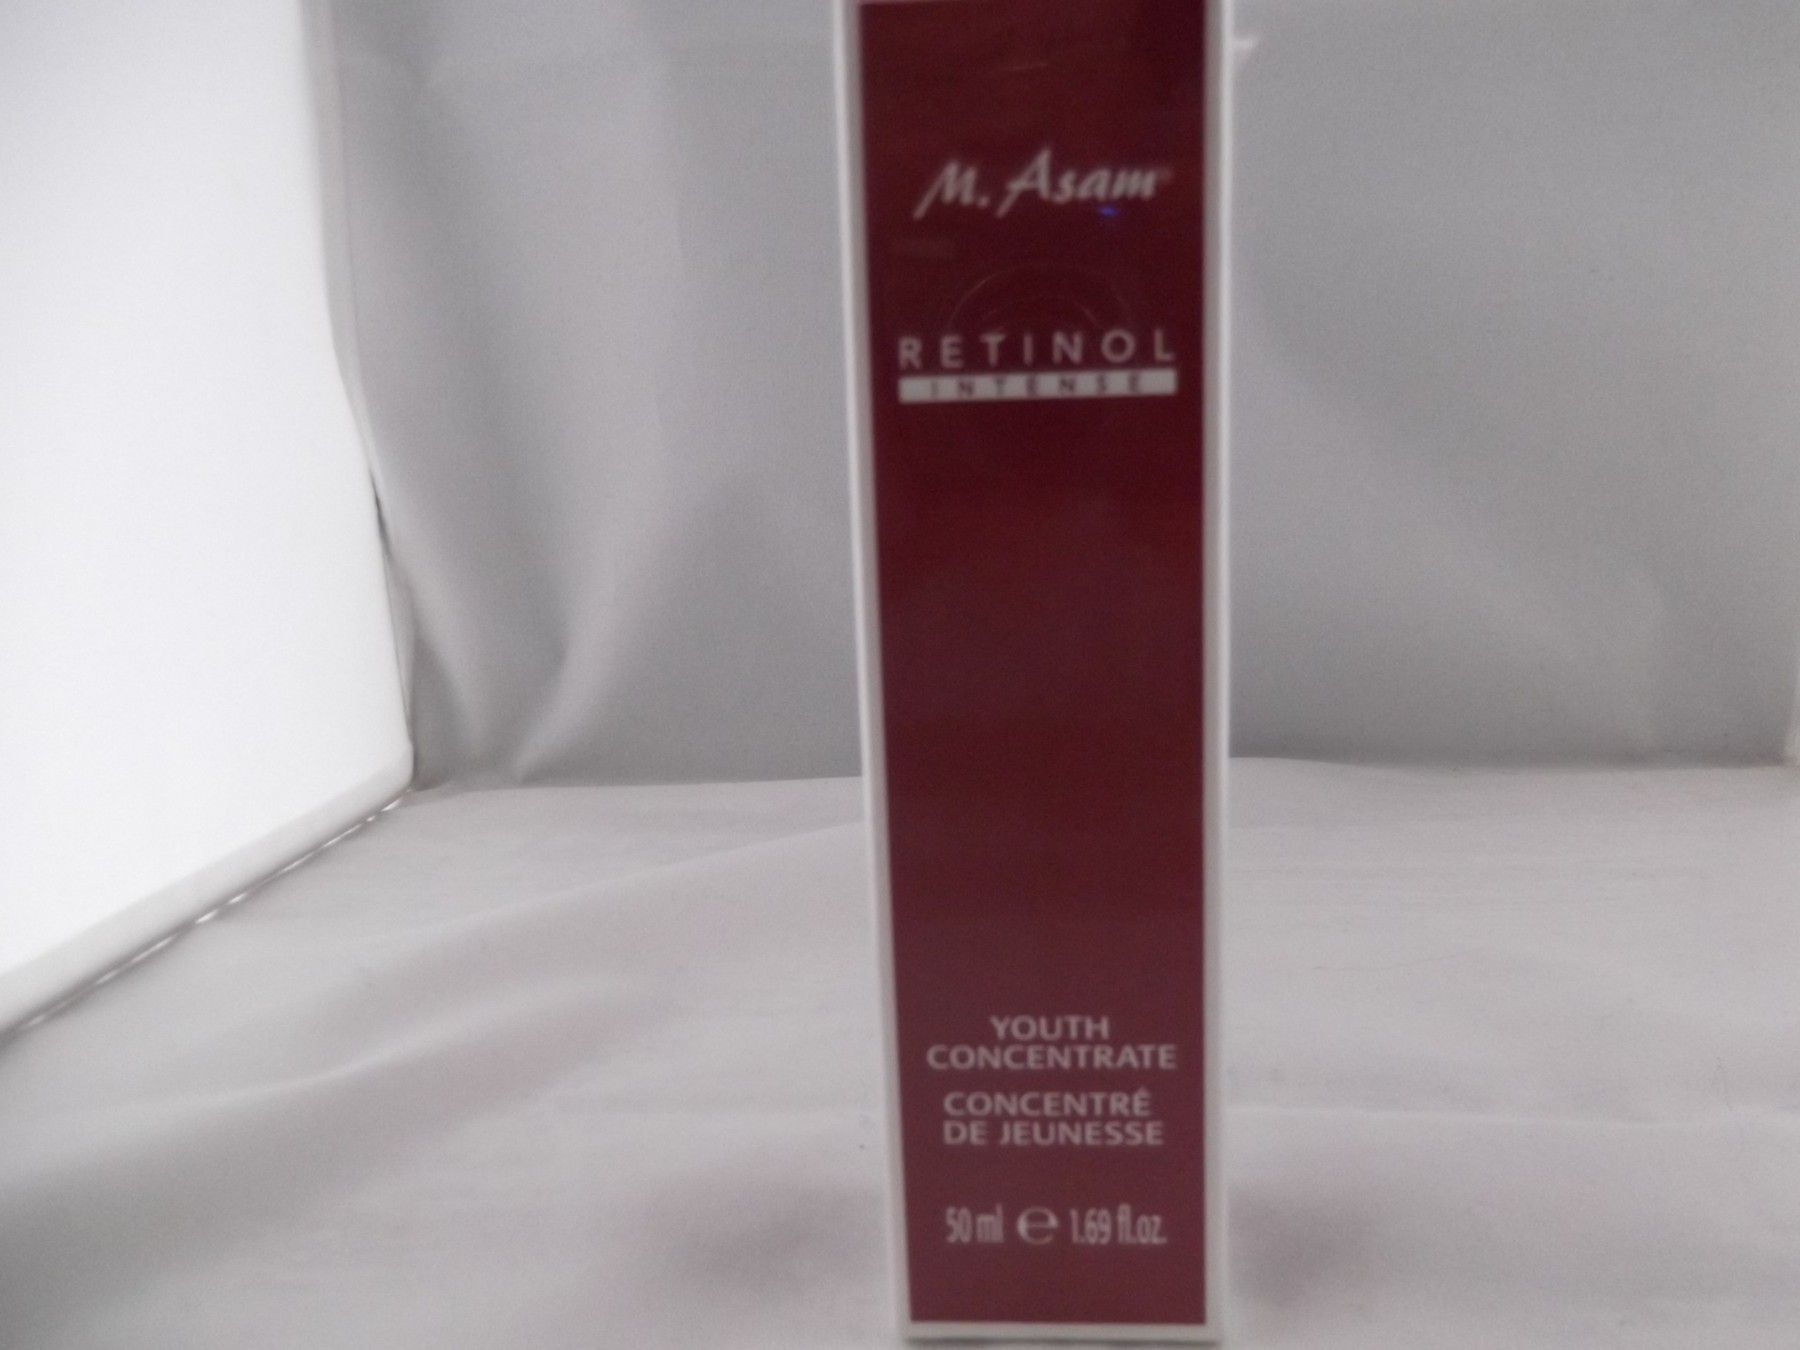 M. Asam
RETINOL
INTENSE
YOUTH
CONCENTRATE
CONCENTRÉ
DE JEUNESSE
50 ml ℮ 1.69 fl.oz.